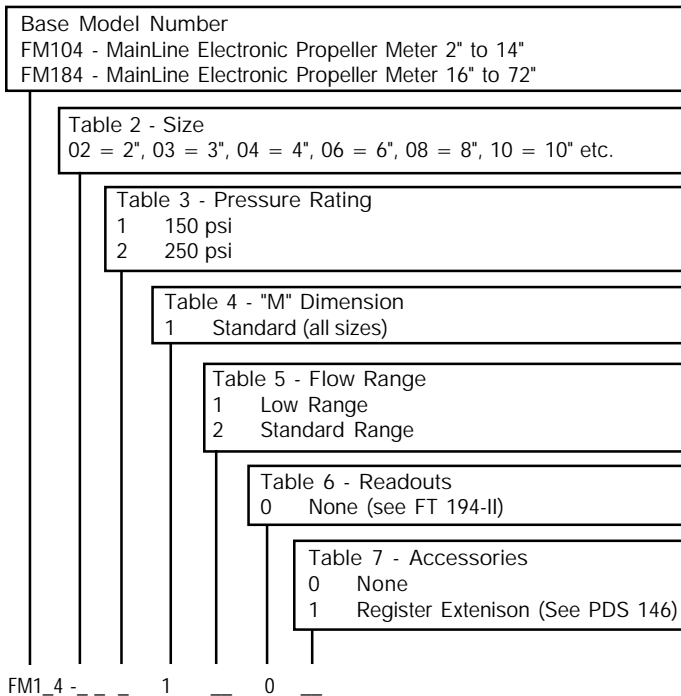 Base Model Number
FM104 - MainLine Electronic Propeller Meter 2" to 14"
FM184 - MainLine Electronic Propeller Meter 16" to 72"
Table 2 - Size
02 = 2", 03 = 3", 04 = 4", 06 = 6", 08 = 8", 10 = 10" etc.
Table 3 - Pressure Rating
1 150 psi
2 250 psi
Table 4 - "M" Dimension
1 Standard (all sizes)
Table 5 - Flow Range
1 Low Range
2 Standard Range
Table 6 - Readouts
0 None (see FT 194-II)
Table 7 - Accessories
0 None
1 Register Extenison (See PDS 146)
FM1_4 -_ _ _ 1 __ 0 __